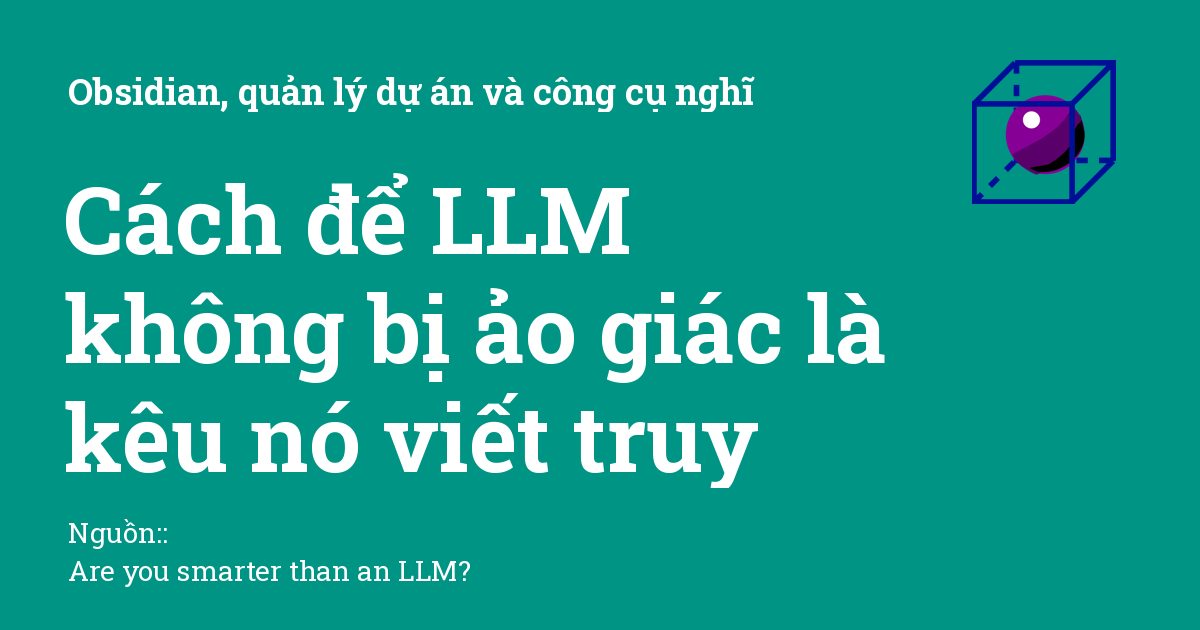 Obsidian, quản lý dự án và công cụ nghĩ
Cách để LLM
không bị ảo giác là
kêu nó viết truy
Nguồn::
Are you smarter than an LLM?